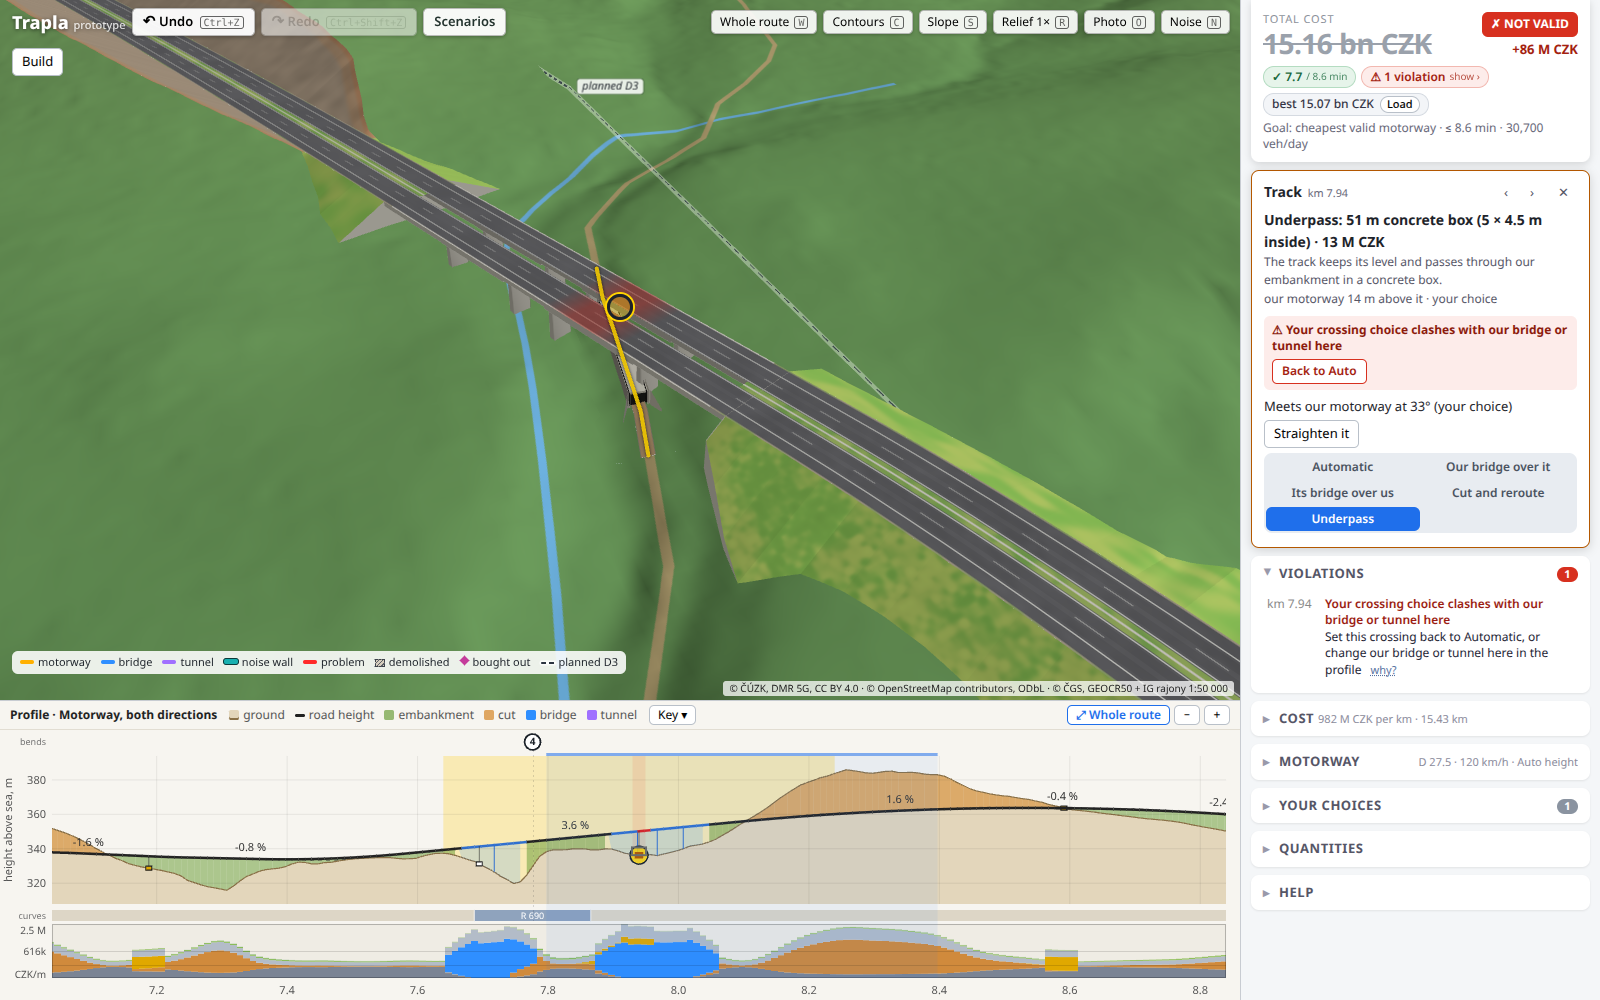 Trapla prototype
↶ Undo Ctrl+Z
↷ Redo Ctrl+Shift+Z
Scenarios
Whole route W
Contours C
Slope S
Relief 1× R
Photo O
Noise N
Build
planned D3
motorway
bridge
tunnel
noise wall
problem
demolished
bought out
planned D3
© ČÚZK, DMR 5G, CC BY 4.0 · © OpenStreetMap contributors, ODbL · © ČGS, GEOCR50 + IG rajony 1:50 000
TOTAL COST
15.16 bn CZK
✗ NOT VALID
+86 M CZK
✓ 7.7 / 8.6 min
⚠ 1 violation show ›
best 15.07 bn CZK Load
Goal: cheapest valid motorway · ≤ 8.6 min · 30,700
veh/day
Track km 7.94 ‹ › ✕
Underpass: 51 m concrete box (5 × 4.5 m
inside) · 13 M CZK
The track keeps its level and passes through our
embankment in a concrete box.
our motorway 14 m above it · your choice
⚠ Your crossing choice clashes with our bridge or
tunnel here
Back to Auto
Meets our motorway at 33° (your choice)
Straighten it
Automatic
Our bridge over it
Its bridge over us
Cut and reroute
Underpass
▼ VIOLATIONS 1
km 7.94
Your crossing choice clashes with our
bridge or tunnel here
Set this crossing back to Automatic, or
change our bridge or tunnel here in the
profile why?
▶ COST 982 M CZK per km · 15.43 km
▶ MOTORWAY D 27.5 · 120 km/h · Auto height
▶ YOUR CHOICES 1
▶ QUANTITIES
▶ HELP
Profile · Motorway, both directions
ground
road height
embankment
cut
bridge
tunnel
Key ▾
⤢ Whole route
−
+
bends
4
height above sea, m
380
360
340
320
-1.6 %
-0.8 %
3.6 %
1.6 %
-0.4 %
-2.4
curves
R 690
2.5 M
616k
CZK/m
7.2
7.4
7.6
7.8
8.0
8.2
8.4
8.6
8.8